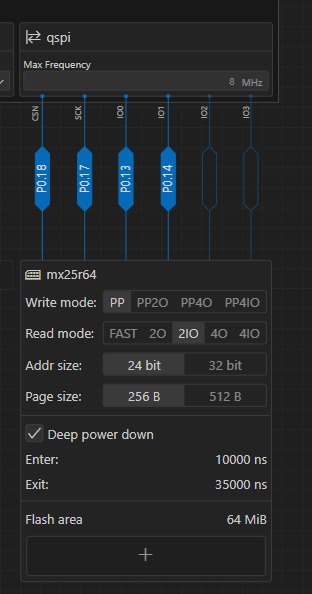 qspi
Max Frequency
8 MHz
CSN SCK IO0 IO1 IO2 IO3
P0.18 P0.17 P0.13 P0.14
mx25r64
Write mode: PP PP2O PP4O PP4IO
Read mode: FAST 2O 2IO 4O 4IO
Addr size: 24 bit 32 bit
Page size: 256 B 512 B
Deep power down
Enter: 10000 ns
Exit: 35000 ns
Flash area 64 MiB
+